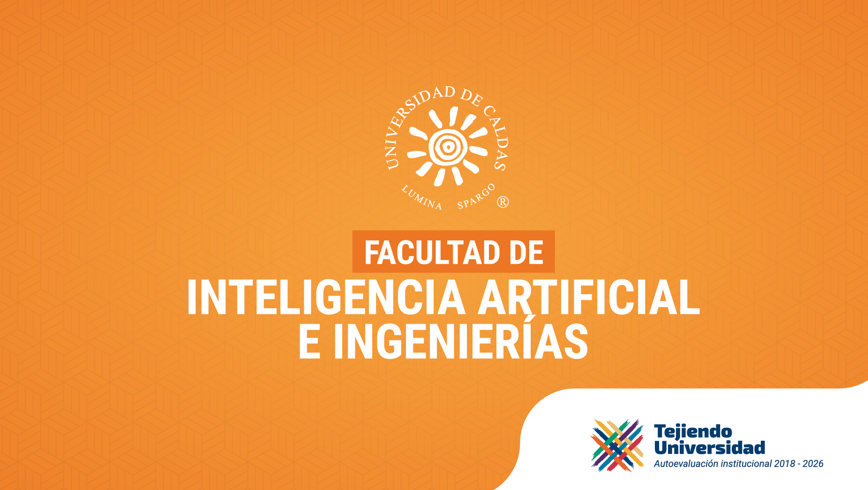 UNIVERSIDAD DE CALDAS
LUMINA SPARGO
®
FACULTAD DE
INTELIGENCIA ARTIFICIAL
E INGENIERÍAS
Tejiendo
Universidad
Autoevaluación institucional 2018 - 2026